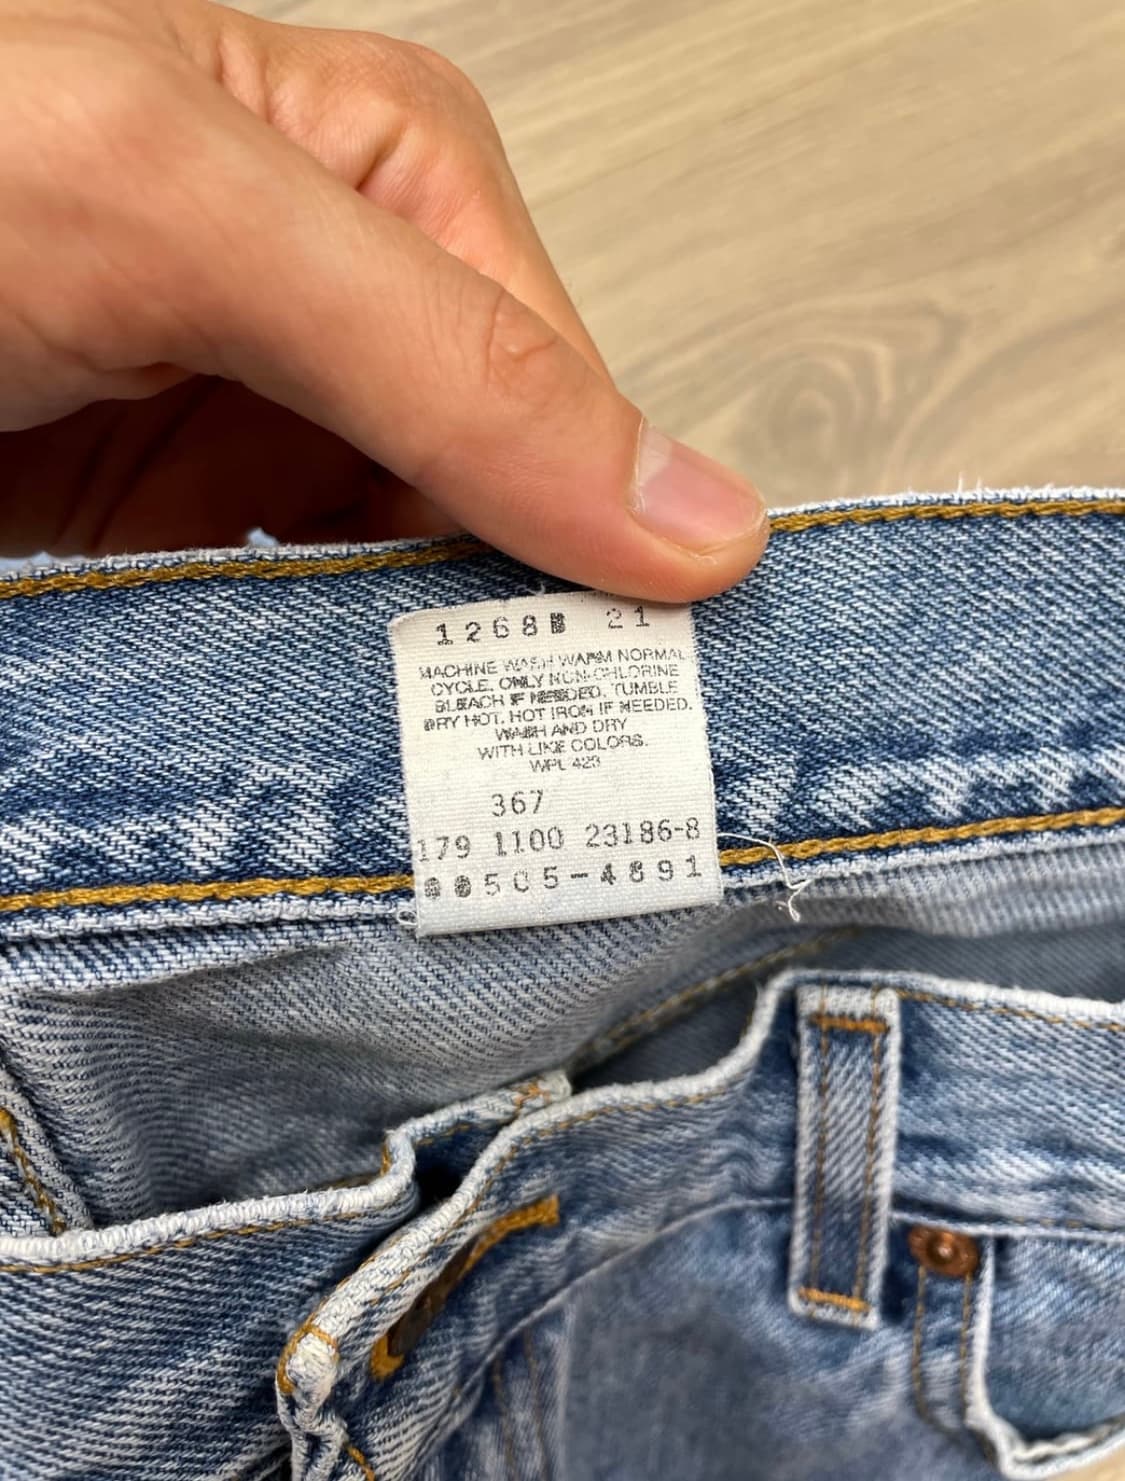 1268B 21
MACHINE WASH WARM NORMAL
CYCLE. ONLY NON-CHLORINE
BLEACH IF NEEDED. TUMBLE
DRY HOT. HOT IRON IF NEEDED.
WASH AND DRY
WITH LIKE COLORS.
WPL 423
367
179 1100 23186-8
505-4891